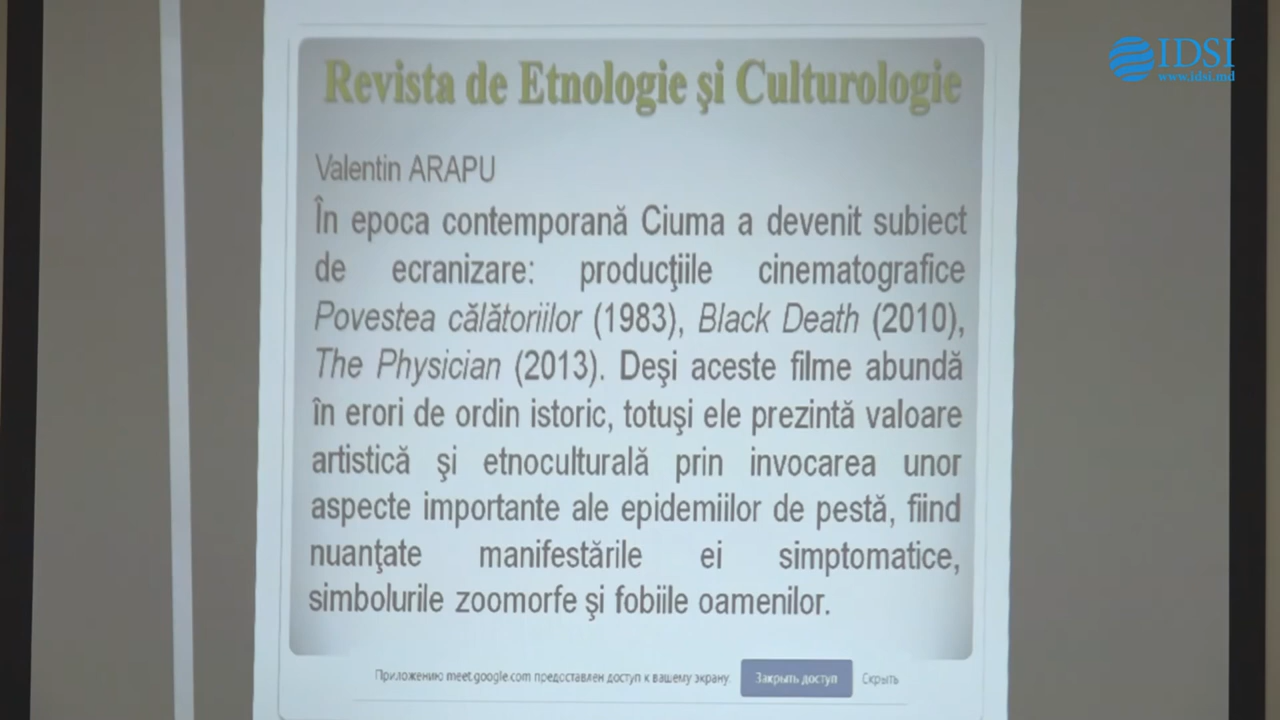 IDSI
www.idsi.md
Revista de Etnologie şi Culturologie
Valentin ARAPU
În epoca contemporană Ciuma a devenit subiect
de ecranizare: producţiile cinematografice
Povestea călătoriilor (1983), Black Death (2010),
The Physician (2013). Deşi aceste filme abundă
în erori de ordin istoric, totuşi ele prezintă valoare
artistică şi etnoculturală prin invocarea unor
aspecte importante ale epidemiilor de pestă, fiind
nuanţate manifestările ei simptomatice,
simbolurile zoomorfe şi fobiile oamenilor.
Приложению meet.google.com предоставлен доступ к вашему экрану. Закрыть доступ Скрыть